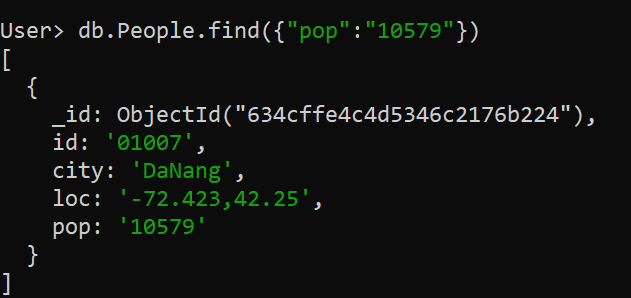 User> db.People.find({"pop":"10579"})
[
  {
    _id: ObjectId("634cffe4c4d5346c2176b224"),
    id: '01007',
    city: 'DaNang',
    loc: '-72.423,42.25',
    pop: '10579'
  }
]